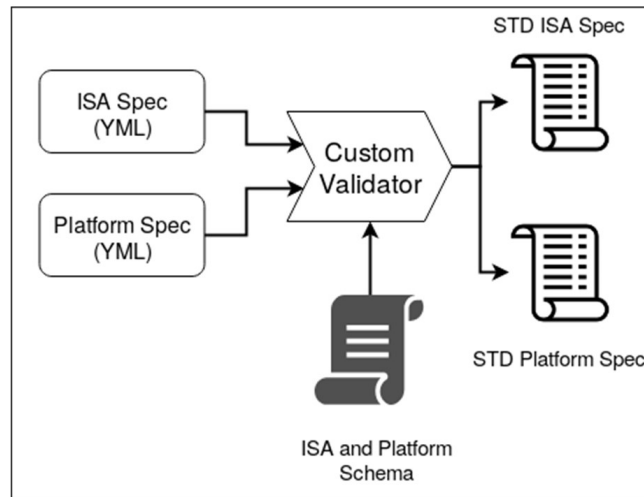 STD ISA Spec
ISA Spec
(YML)
Custom
Validator
Platform Spec
(YML)
STD Platform Spec
ISA and Platform
Schema